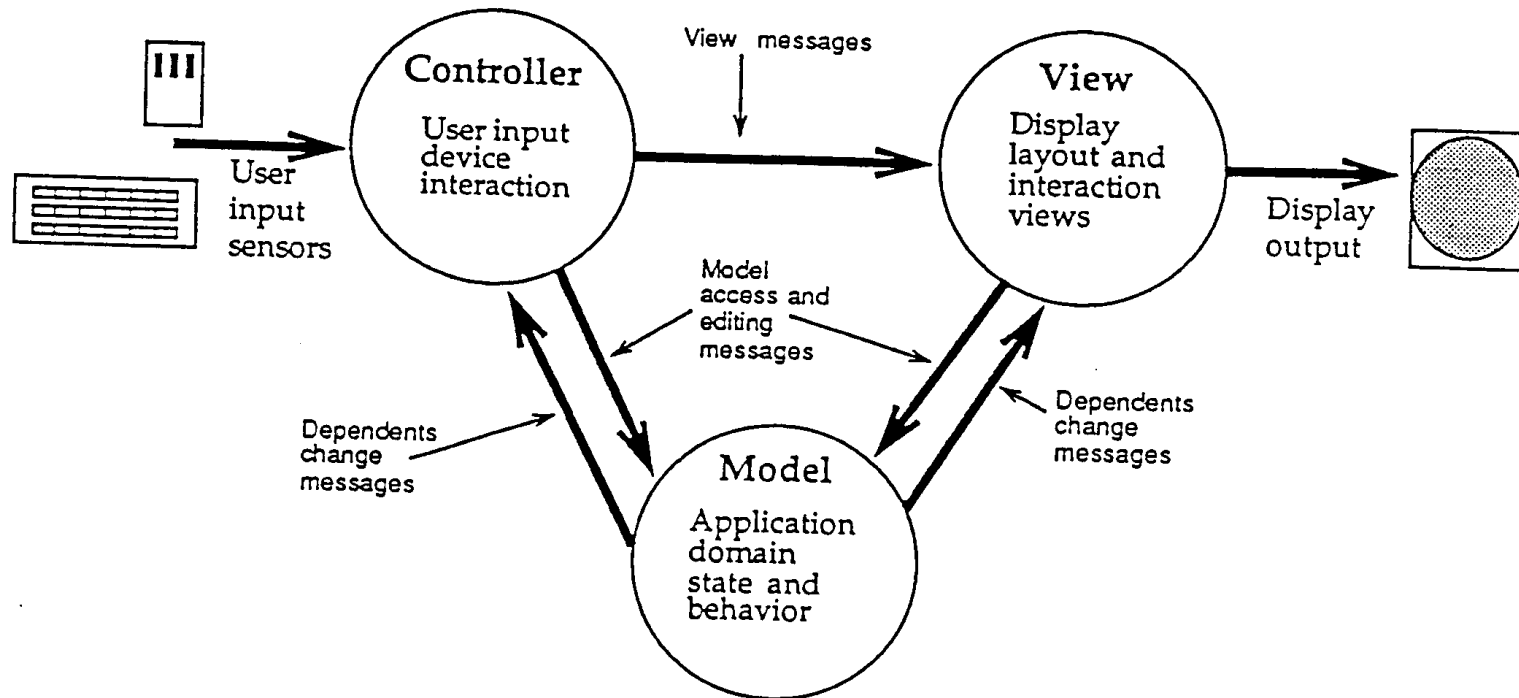 View messages
Controller
User input
device
interaction
View
Display
layout and
interaction
views
User
input
sensors
Display
output
Model
access and
editing
messages
Dependents
change
messages
Dependents
change
messages
Model
Application
domain
state and
behavior